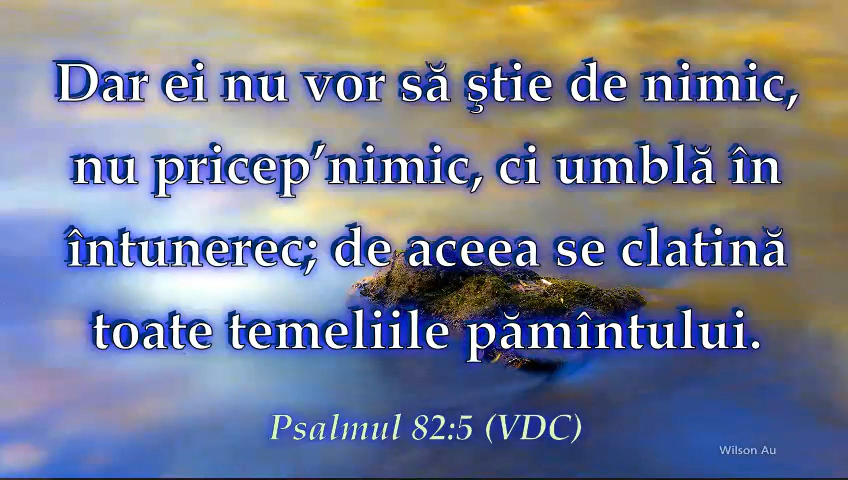 Dar ei nu vor să ştie de nimic,
nu pricep’nimic, ci umblă în
întunerec; de aceea se clatină
toate temeliile pămîntului.
Psalmul 82:5 (VDC)
Wilson Au